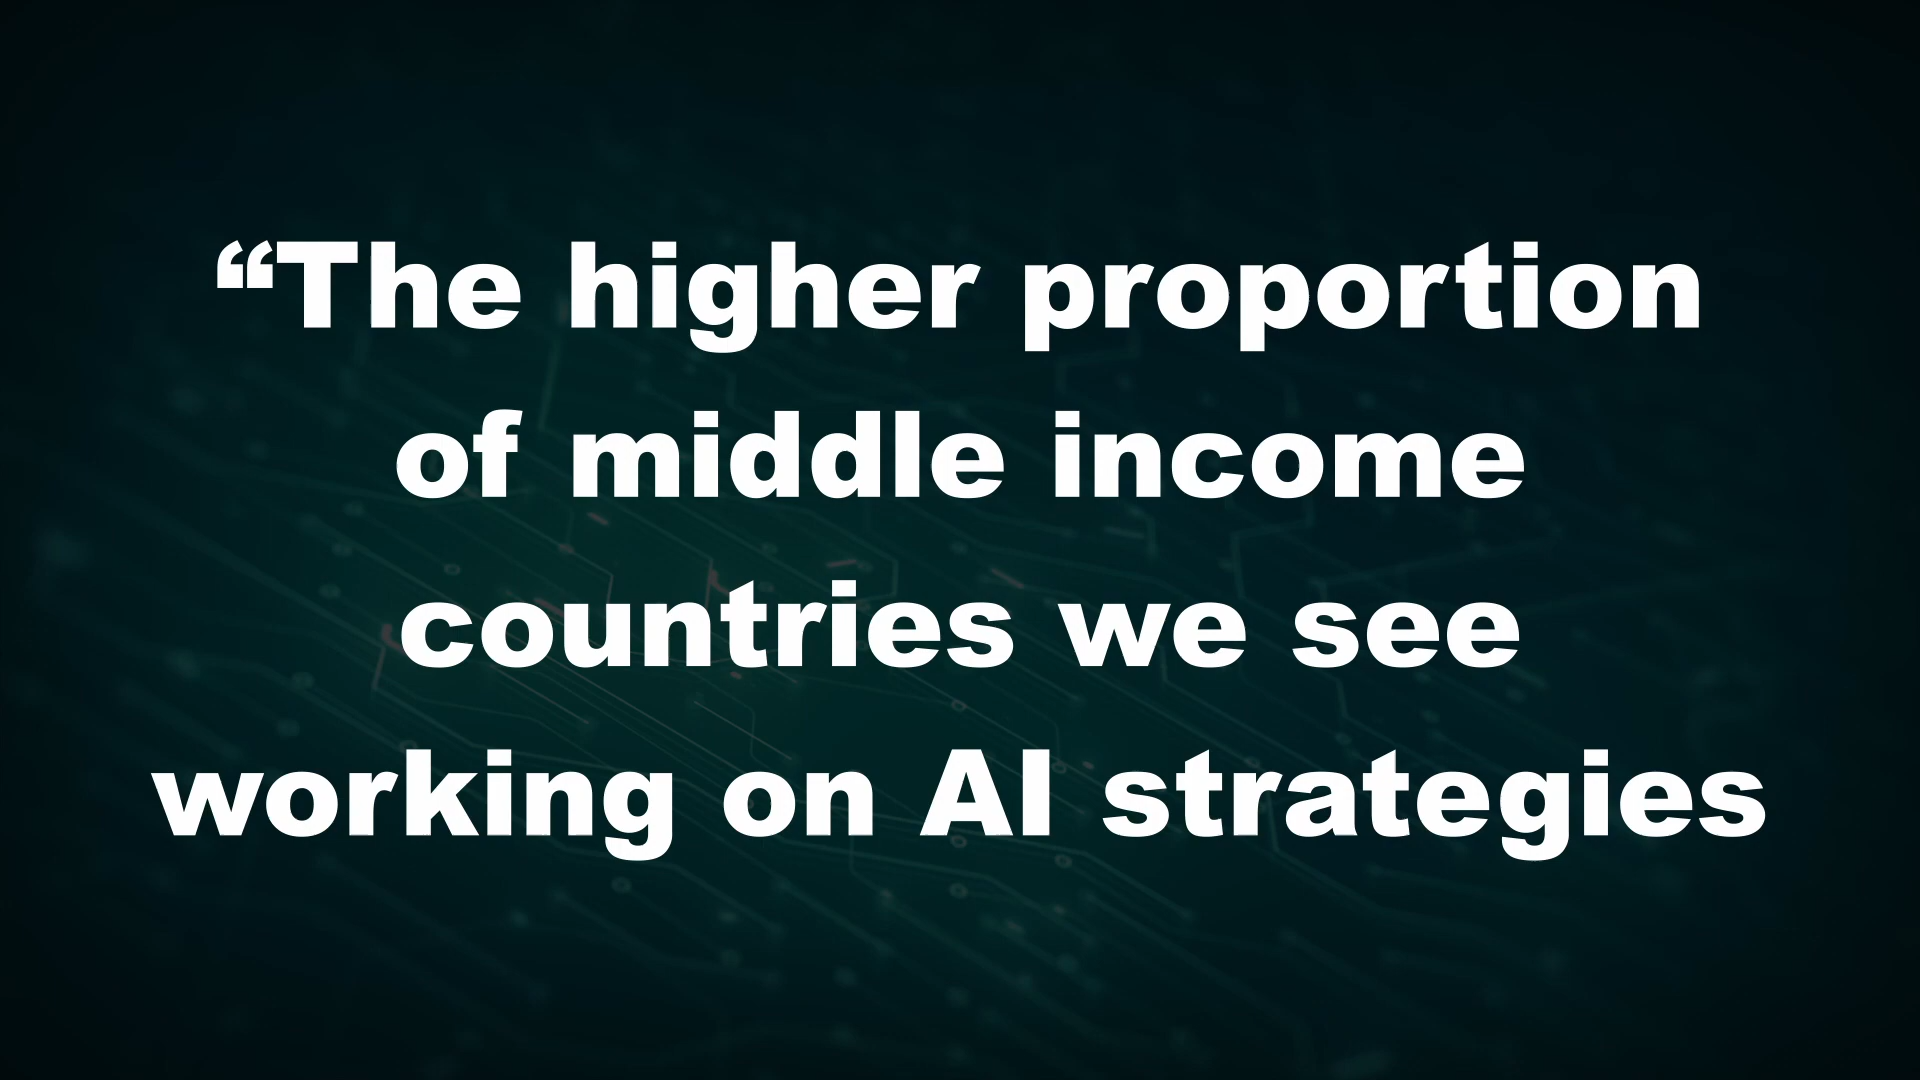 “The higher proportion
of middle income
countries we see
working on AI strategies